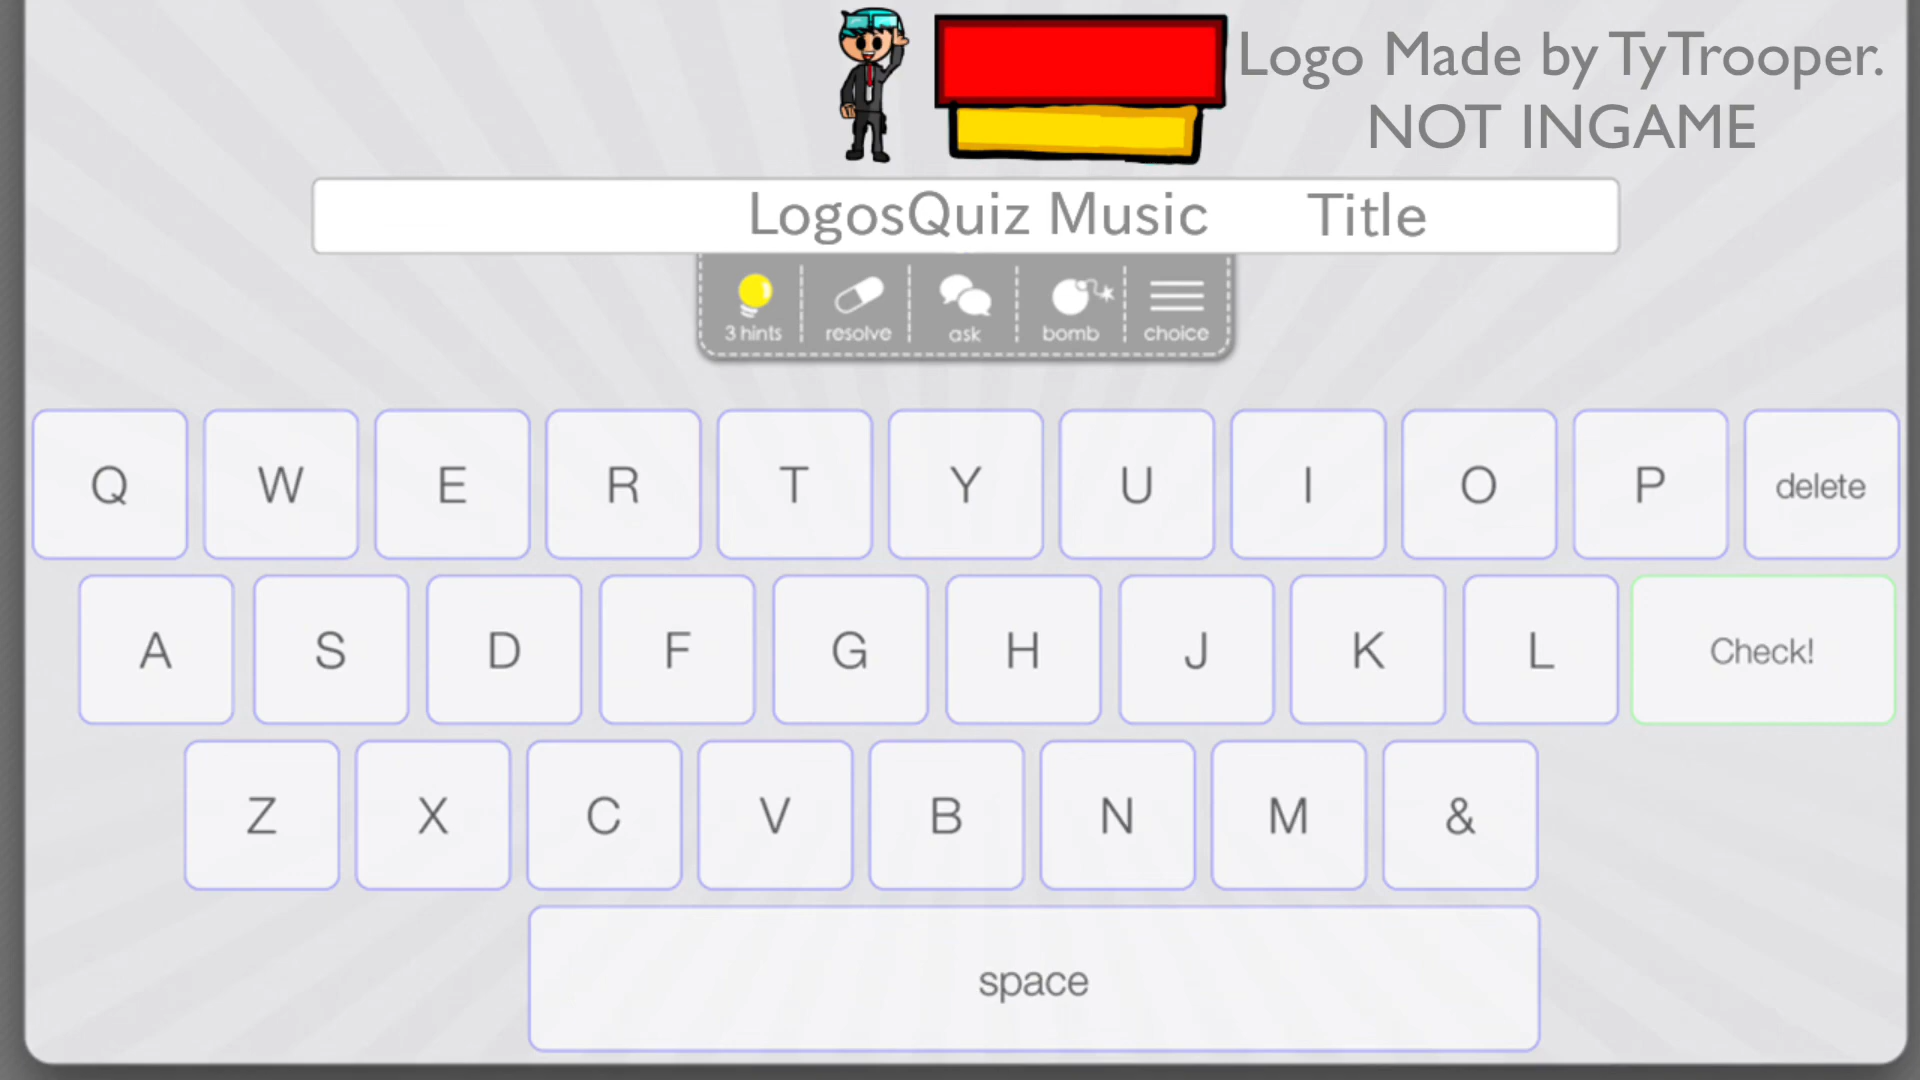 Logo Made by TyTrooper.
NOT INGAME
LogosQuiz Music Title
3 hints resolve ask bomb choice
Q W E R T Y U I O P delete
A S D F G H J K L Check!
Z X C V B N M &
space